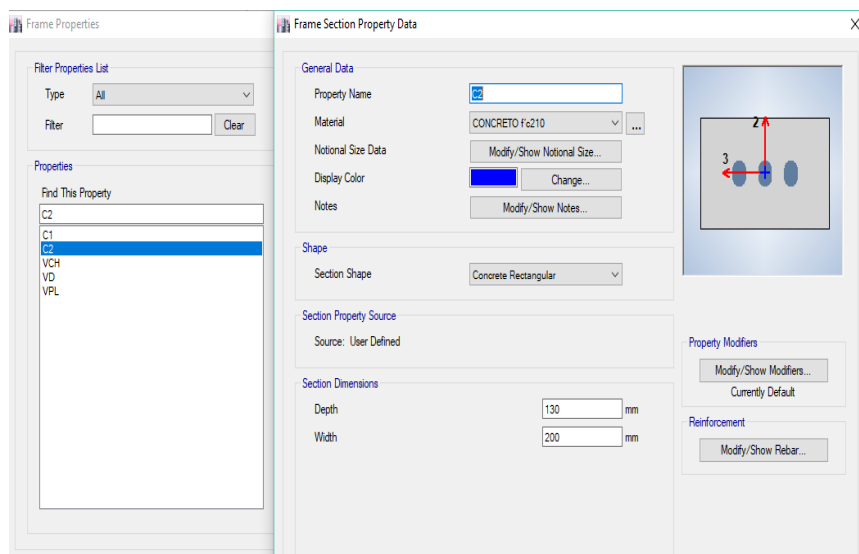 Frame Properties
Filter Properties List
Type All
Filter Clear
Properties
Find This Property
C2
C1
C2
VCH
VD
VPL
Frame Section Property Data X
General Data
Property Name C2
Material CONCRETO f'c210 ...
Notional Size Data Modify/Show Notional Size...
Display Color Change...
Notes Modify/Show Notes...
Shape
Section Shape Concrete Rectangular
Section Property Source
Source: User Defined
Section Dimensions
Depth 130 mm
Width 200 mm
2
3
Property Modifiers
Modify/Show Modifiers...
Currently Default
Reinforcement
Modify/Show Rebar...